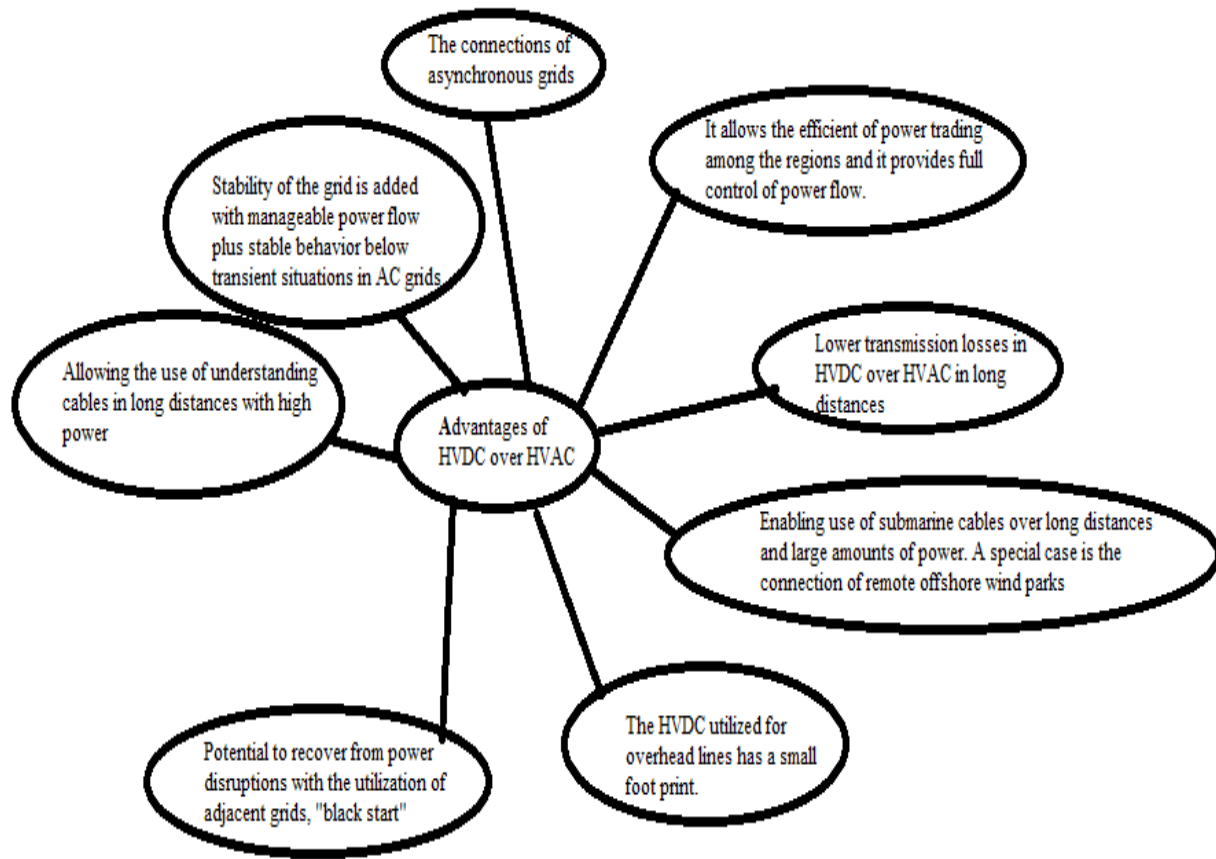 The connections of
asynchronous grids
It allows the efficient of power trading
among the regions and it provides full
control of power flow.
Stability of the grid is added
with manageable power flow
plus stable behavior below
transient situations in AC grids
Lower transmission losses in
HVDC over HVAC in long
distances
Allowing the use of understanding
cables in long distances with high
power
Advantages of
HVDC over HVAC
Enabling use of submarine cables over long distances
and large amounts of power. A special case is the
connection of remote offshore wind parks
The HVDC utilized for
overhead lines has a small
foot print.
Potential to recover from power
disruptions with the utilization of
adjacent grids, "black start"